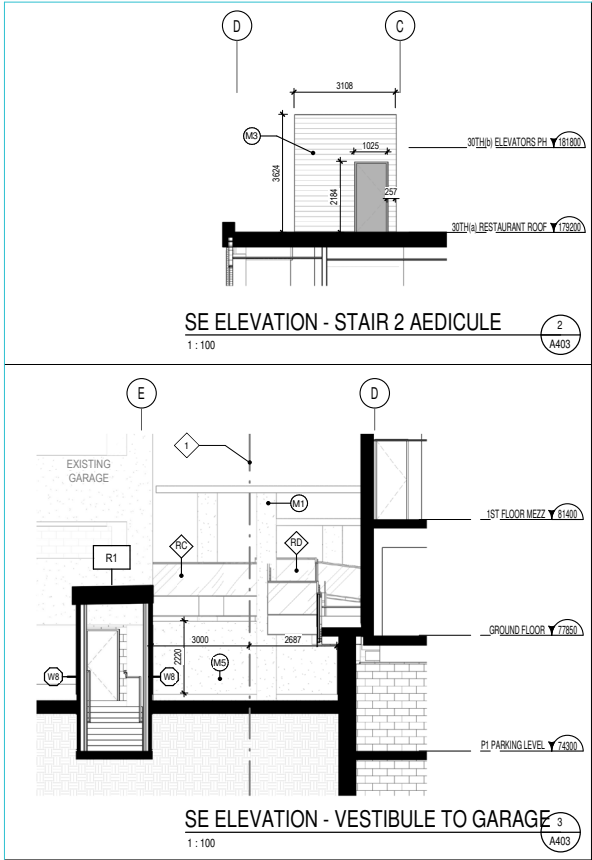 D
C
3108
M3
1025
30TH(b) ELEVATORS PH 181800
3624
2184
257
30TH(a) RESTAURANT ROOF 179200
SE ELEVATION - STAIR 2 AEDICULE
1 : 100
2
A403
E
D
1
EXISTING
GARAGE
M1
1ST FLOOR MEZZ 81400
R1
RC
RD
GROUND FLOOR 77850
3000
2687
2220
W8
W8
M5
P1 PARKING LEVEL 74300
SE ELEVATION - VESTIBULE TO GARAGE
1 : 100
3
A403